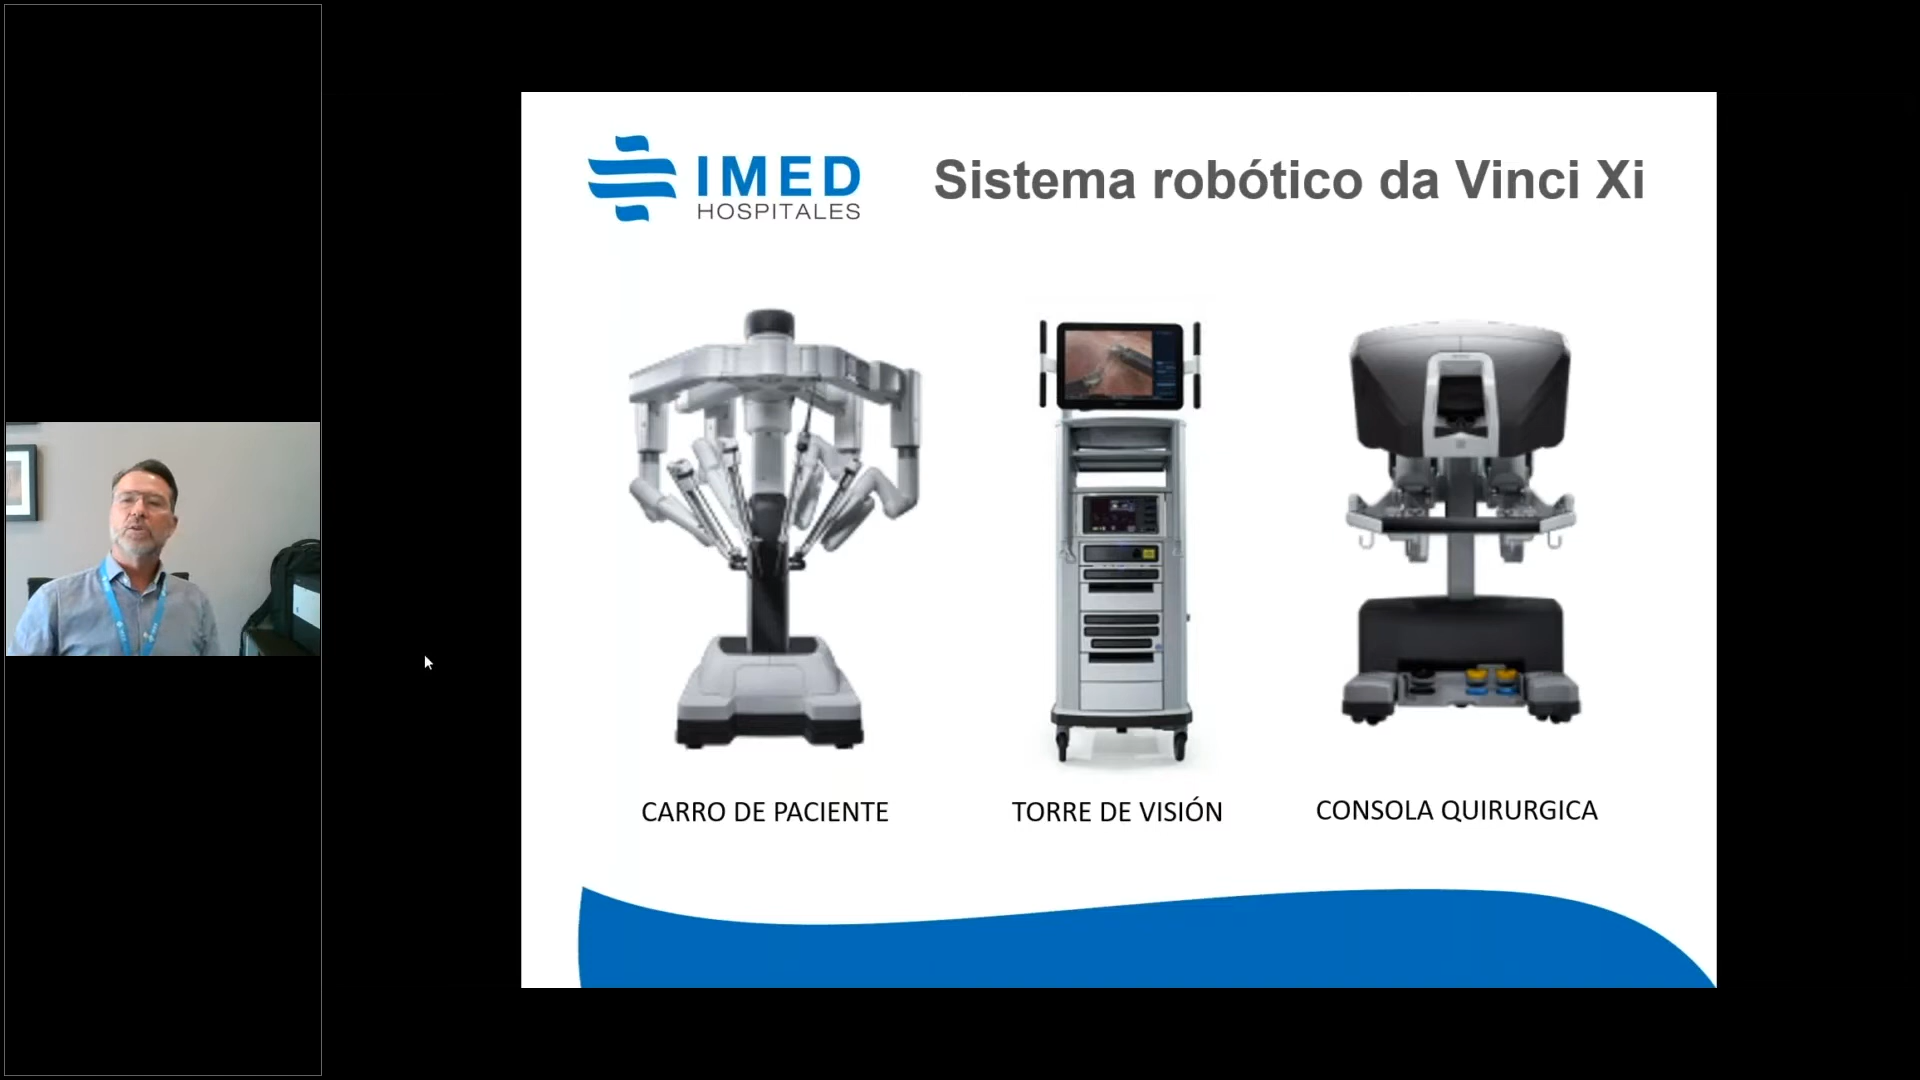 IMED
HOSPITALES
Sistema robótico da Vinci Xi
CARRO DE PACIENTE
TORRE DE VISIÓN
CONSOLA QUIRURGICA